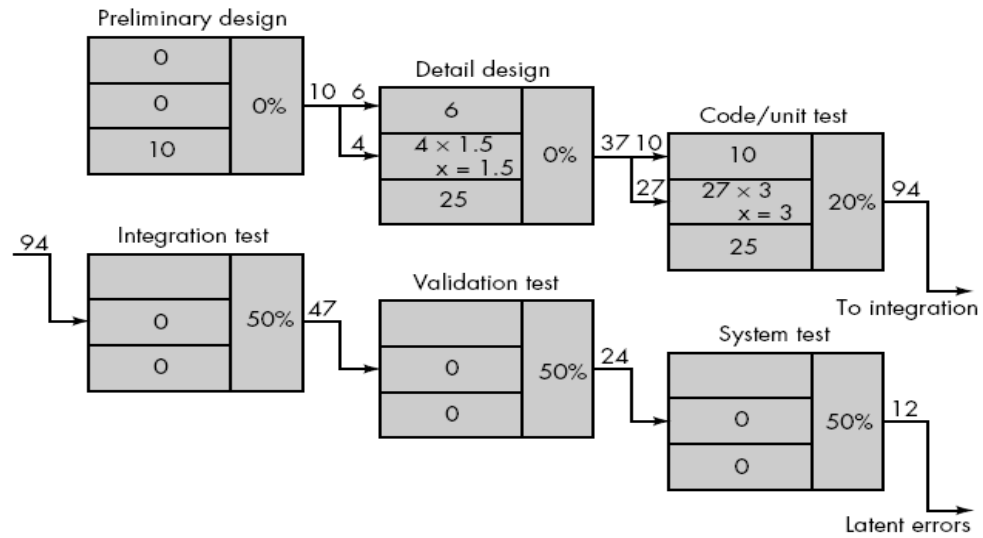 Preliminary design
0
0
10
0%
10 6
4
Detail design
6
4 × 1.5
x = 1.5
25
0%
37 10
27
Code/unit test
10
27 × 3
x = 3
25
20%
94
To integration
94
Integration test
0
0
50%
47
Validation test
0
0
50%
24
System test
0
0
50%
12
Latent errors